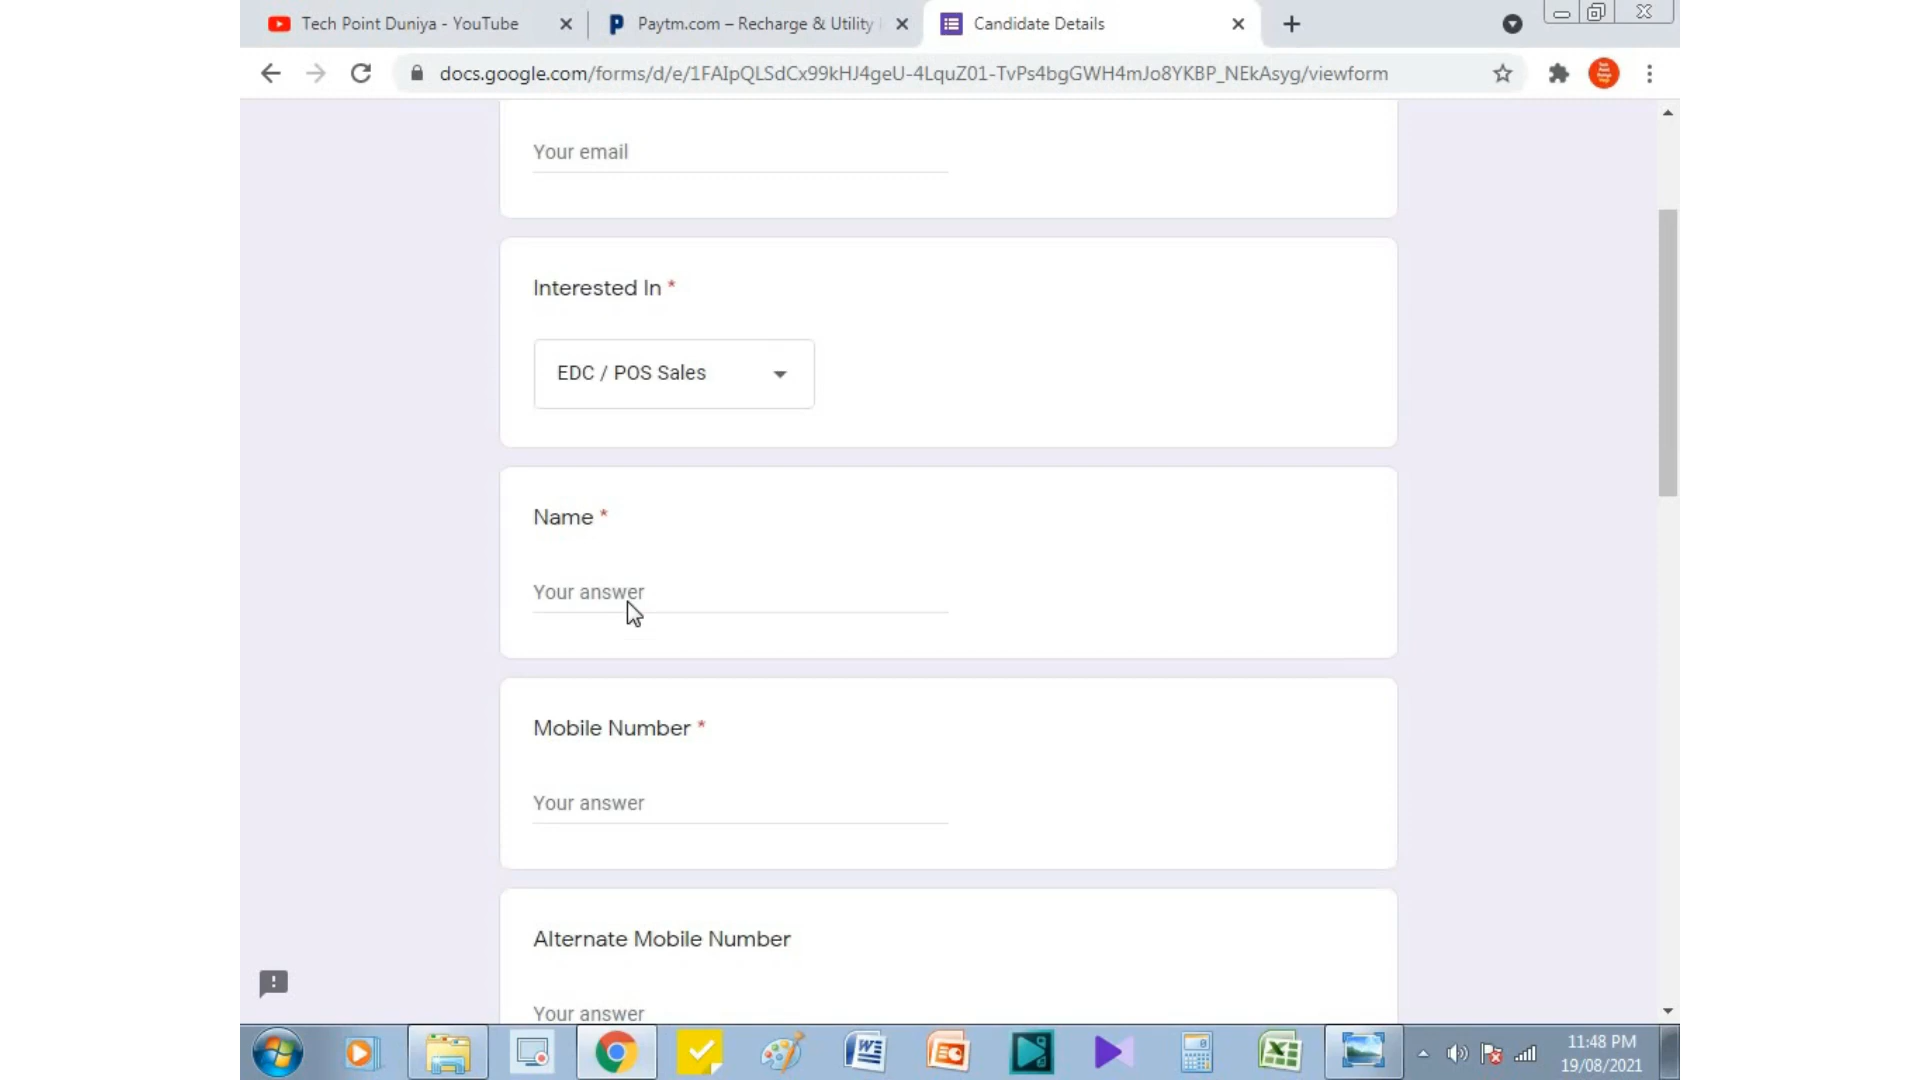 Tech Point Duniya - YouTube
Paytm.com – Recharge & Utility
Candidate Details
docs.google.com/forms/d/e/1FAIpQLSdCx99kHJ4geU-4LquZ01-TvPs4bgGWH4mJo8YKBP_NEkAsyg/viewform
Your email
Interested In *
EDC / POS Sales
Name *
Your answer
Mobile Number *
Your answer
Alternate Mobile Number
Your answer
11:48 PM
19/08/2021